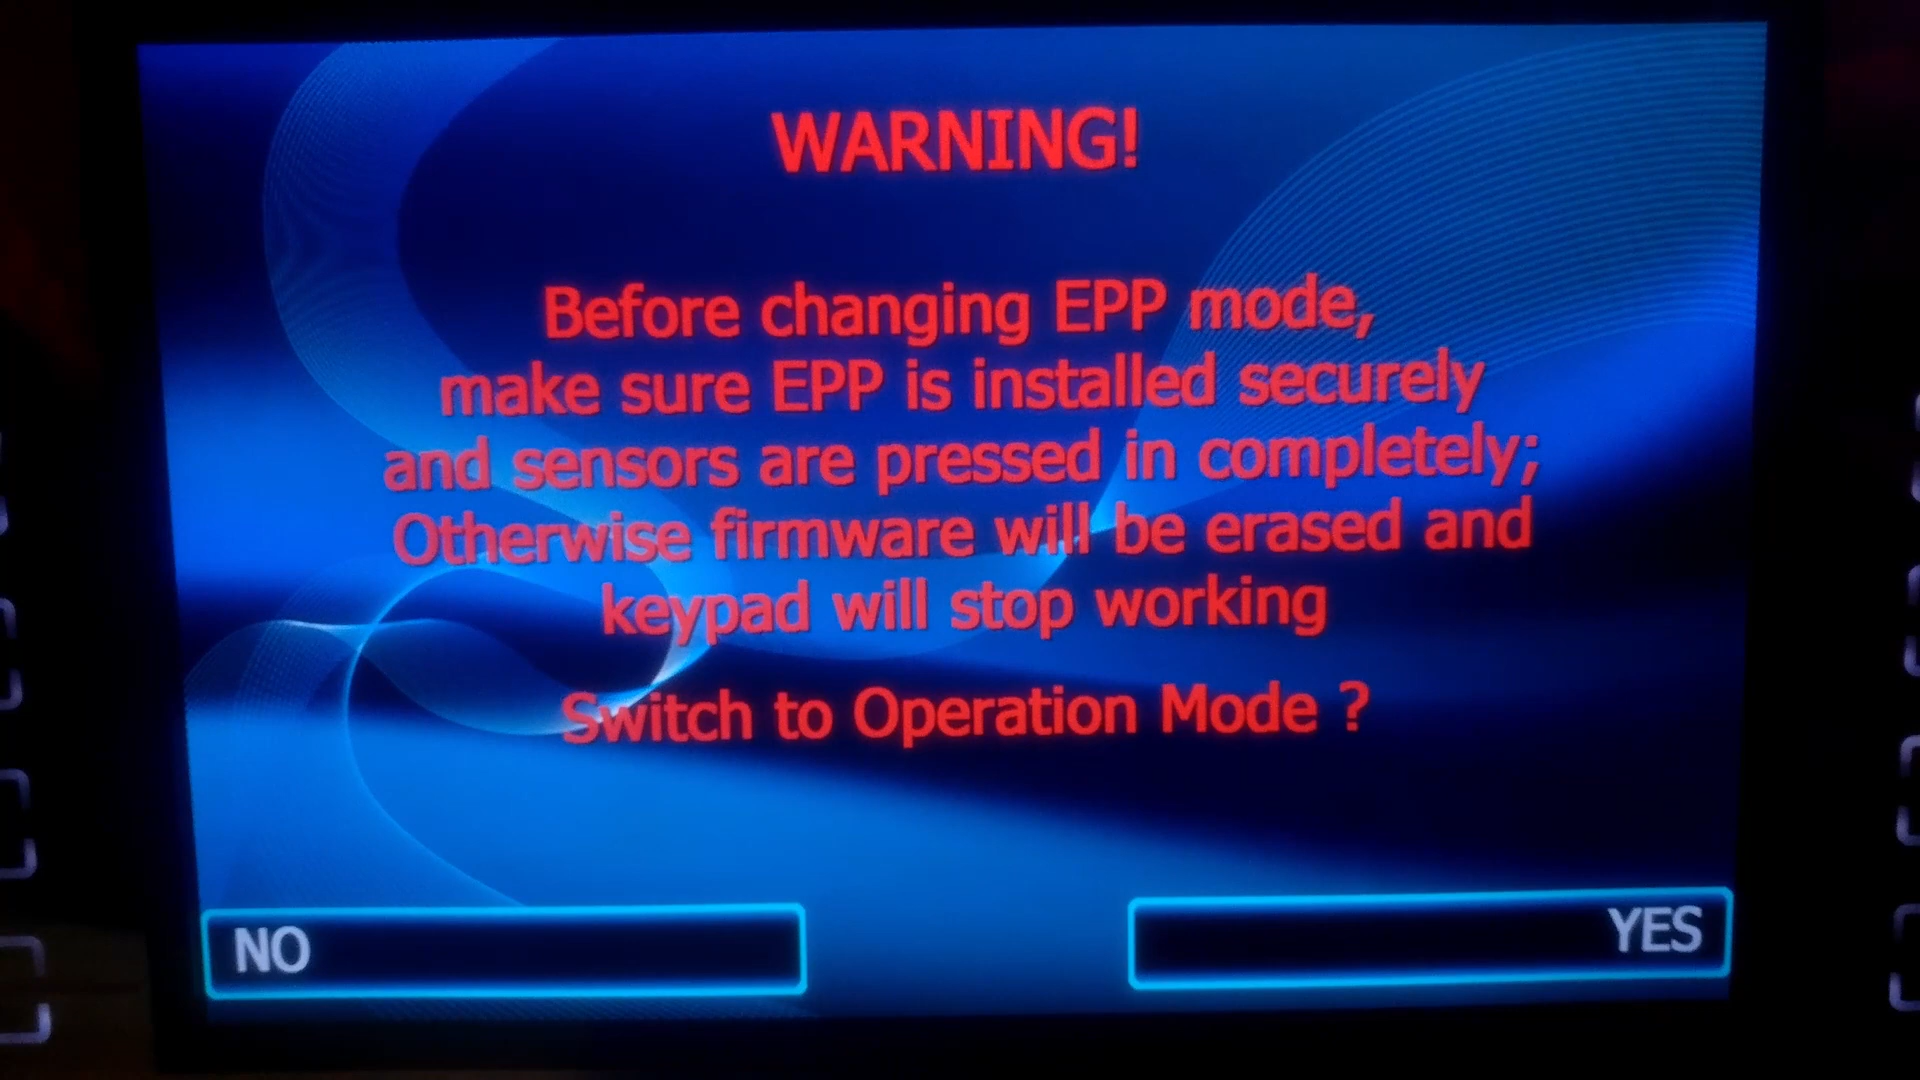 WARNING!
Before changing EPP mode,
make sure EPP is installed securely
and sensors are pressed in completely;
Otherwise firmware will be erased and
keypad will stop working
Switch to Operation Mode ?
NO
YES